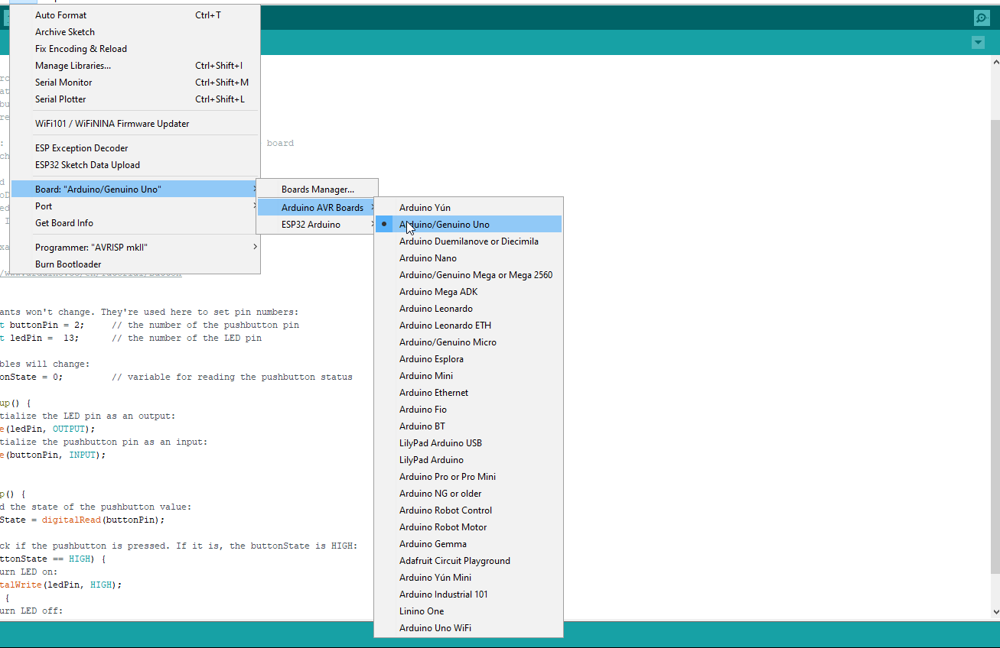 Auto Format Ctrl+T
Archive Sketch
Fix Encoding & Reload
Manage Libraries... Ctrl+Shift+I
Serial Monitor Ctrl+Shift+M
Serial Plotter Ctrl+Shift+L
WiFi101 / WiFiNINA Firmware Updater
ESP Exception Decoder
ESP32 Sketch Data Upload
Board: "Arduino/Genuino Uno"
Port
Get Board Info
Programmer: "AVRISP mkII"
Burn Bootloader
Boards Manager...
Arduino AVR Boards
ESP32 Arduino
Arduino Yún
Arduino/Genuino Uno
Arduino Duemilanove or Diecimila
Arduino Nano
Arduino/Genuino Mega or Mega 2560
Arduino Mega ADK
Arduino Leonardo
Arduino Leonardo ETH
Arduino/Genuino Micro
Arduino Esplora
Arduino Mini
Arduino Ethernet
Arduino Fio
Arduino BT
LilyPad Arduino USB
LilyPad Arduino
Arduino Pro or Pro Mini
Arduino NG or older
Arduino Robot Control
Arduino Robot Motor
Arduino Gemma
Adafruit Circuit Playground
Arduino Yún Mini
Arduino Industrial 101
Linino One
Arduino Uno WiFi
board
ants won't change. They're used here to set pin numbers:
t buttonPin = 2; // the number of the pushbutton pin
t ledPin = 13; // the number of the LED pin
bles will change:
onState = 0; // variable for reading the pushbutton status
up() {
tialize the LED pin as an output:
e(ledPin, OUTPUT);
tialize the pushbutton pin as an input:
e(buttonPin, INPUT);
p() {
d the state of the pushbutton value:
State = digitalRead(buttonPin);
ck if the pushbutton is pressed. If it is, the buttonState is HIGH:
ttonState == HIGH) {
urn LED on:
talWrite(ledPin, HIGH);
{
urn LED off: